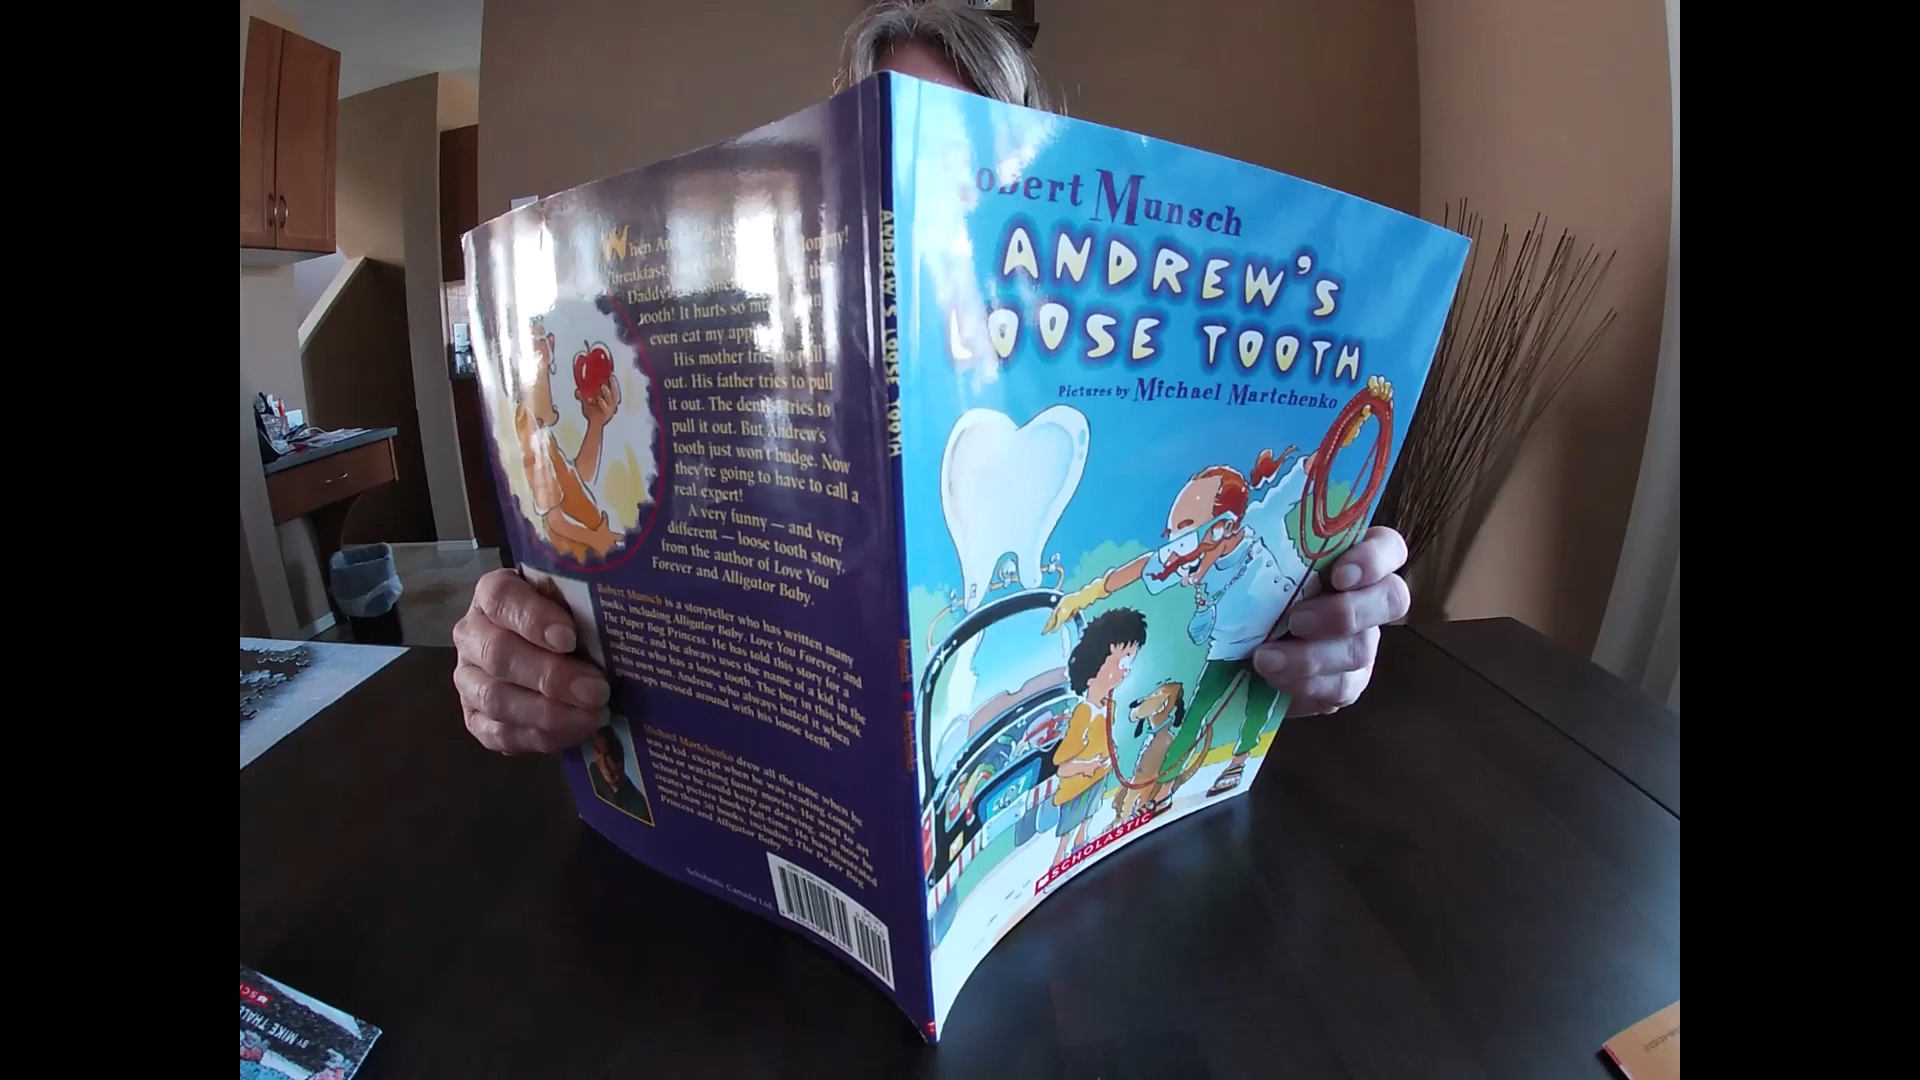 obert Munsch
ANDREW'S
LOOSE TOOTH
Pictures by Michael Martchenko
SCHOLASTIC
ANDREW'S LOOSE TOOTH
Munsch Martchenko
When
Mommy!
breakfast,
Daddy!
tooth! It hurts so
even eat my
His mother tries to pull
out. His father tries to pull
it out. The dentist tries to
pull it out. But Andrew's
tooth just won't budge. Now
they're going to have to call a
real expert!
A very funny — and very
different — loose tooth story,
from the author of Love You
Forever and Alligator Baby.
Robert Munsch is a storyteller who has written many
books, including Alligator Baby, Love You Forever, and
The Paper Bag Princess. He has told this story for a
long time, and he always uses the name of a kid in the
audience who has a loose tooth. The boy in this book
is his own son, Andrew, who always hated it when
grown-ups messed around with his loose teeth.
Michael Martchenko drew all the time when he
was a kid, except when he was reading comic
books or watching funny movies. He went to art
school so he could keep on drawing, and now he
creates picture books full-time. He has illustrated
more than 30 books, including The Paper Bag
Princess and Alligator Baby.
Scholastic Canada Ltd.
BY MIKE THAL
SC